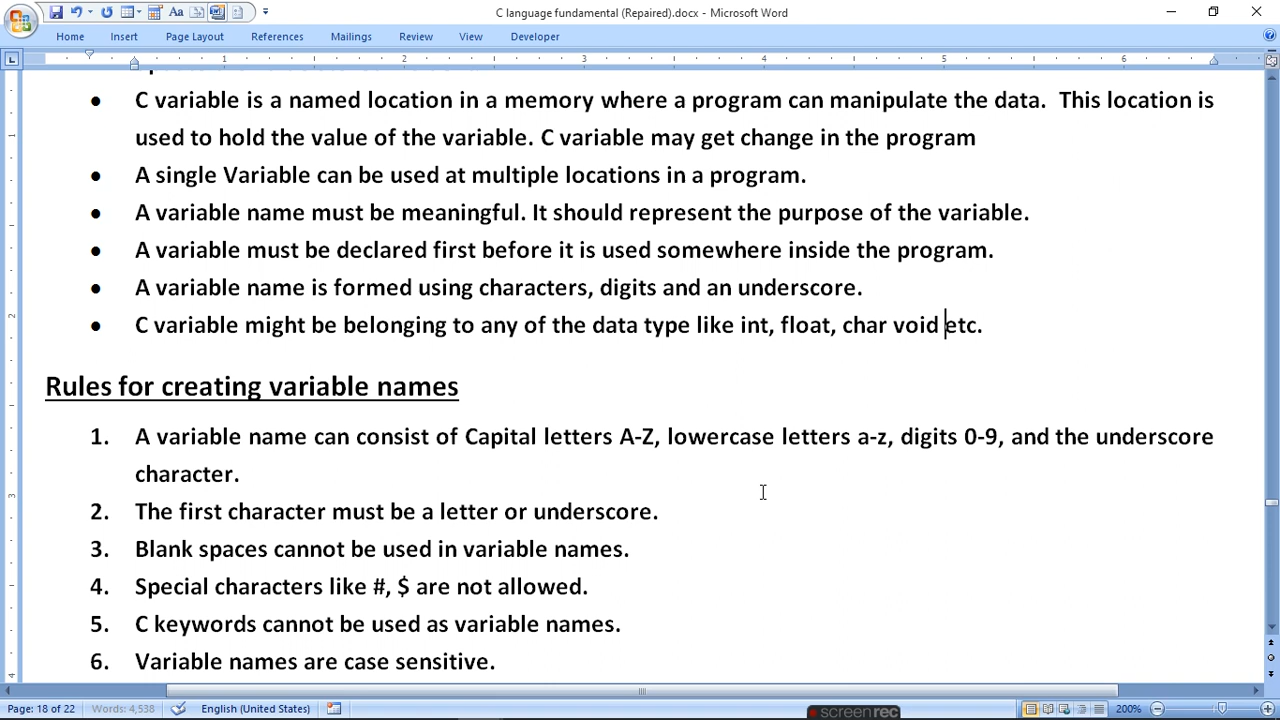 C language fundamental (Repaired).docx - Microsoft Word
Home Insert Page Layout References Mailings Review View Developer
1 2 3 4 5 6
• C variable is a named location in a memory where a program can manipulate the data. This location is
used to hold the value of the variable. C variable may get change in the program
• A single Variable can be used at multiple locations in a program.
• A variable name must be meaningful. It should represent the purpose of the variable.
• A variable must be declared first before it is used somewhere inside the program.
• A variable name is formed using characters, digits and an underscore.
• C variable might be belonging to any of the data type like int, float, char void etc.
Rules for creating variable names
1. A variable name can consist of Capital letters A-Z, lowercase letters a-z, digits 0-9, and the underscore
character.
2. The first character must be a letter or underscore.
3. Blank spaces cannot be used in variable names.
4. Special characters like #, $ are not allowed.
5. C keywords cannot be used as variable names.
6. Variable names are case sensitive.
Page: 18 of 22 Words: 4,538 English (United States) 200%
screenrec